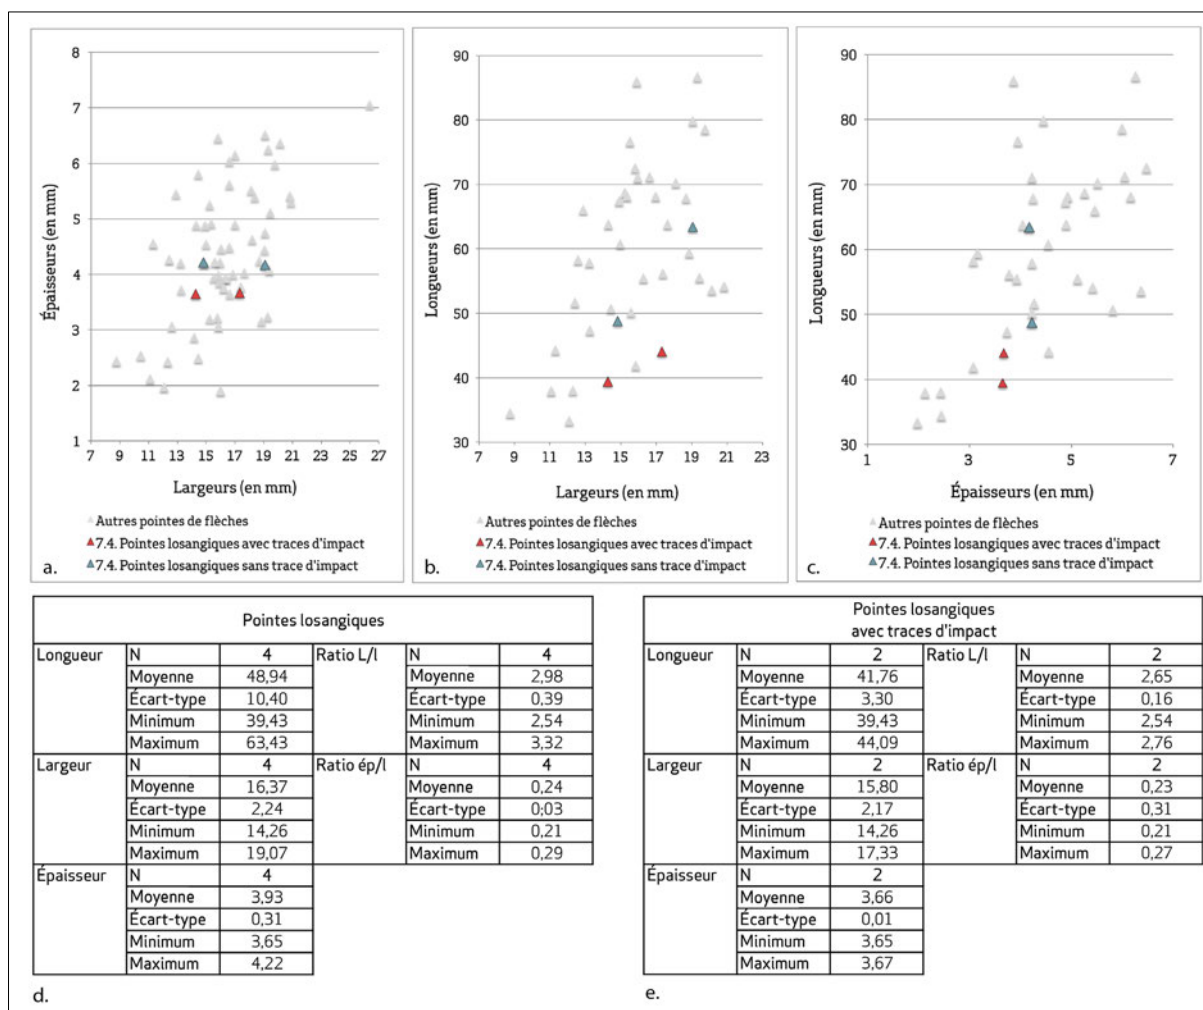 8
7
6
5
4
3
2
1
Épaisseurs (en mm)
7 9 11 13 15 17 19 21 23 25 27
Largeurs (en mm)
Autres pointes de flèches
7.4. Pointes losangiques avec traces d'impact
7.4. Pointes losangiques sans trace d'impact
a.
90
80
70
60
50
40
30
Longueurs (en mm)
7 9 11 13 15 17 19 21 23
Largeurs (en mm)
Autres pointes de flèches
7.4. Pointes losangiques avec traces d'impact
7.4. Pointes losangiques sans trace d'impact
b.
90
80
70
60
50
40
30
Longueurs (en mm)
1 3 5 7
Épaisseurs (en mm)
Autres pointes de flèches
7.4. Pointes losangiques avec traces d'impact
7.4. Pointes losangiques sans trace d'impact
c.
Pointes losangiques
Longueur N 4 Ratio L/l N 4
Moyenne 48,94 Moyenne 2,98
Écart-type 10,40 Écart-type 0,39
Minimum 39,43 Minimum 2,54
Maximum 63,43 Maximum 3,32
Largeur N 4 Ratio ép/l N 4
Moyenne 16,37 Moyenne 0,24
Écart-type 2,24 Écart-type 0;03
Minimum 14,26 Minimum 0,21
Maximum 19,07 Maximum 0,29
Épaisseur N 4
Moyenne 3,93
Écart-type 0,31
Minimum 3,65
Maximum 4,22
d.
Pointes losangiques
avec traces d'impact
Longueur N 2 Ratio L/l N 2
Moyenne 41,76 Moyenne 2,65
Écart-type 3,30 Écart-type 0,16
Minimum 39,43 Minimum 2,54
Maximum 44,09 Maximum 2,76
Largeur N 2 Ratio ép/l N 2
Moyenne 15,80 Moyenne 0,23
Écart-type 2,17 Écart-type 0,31
Minimum 14,26 Minimum 0,21
Maximum 17,33 Maximum 0,27
Épaisseur N 2
Moyenne 3,66
Écart-type 0,01
Minimum 3,65
Maximum 3,67
e.